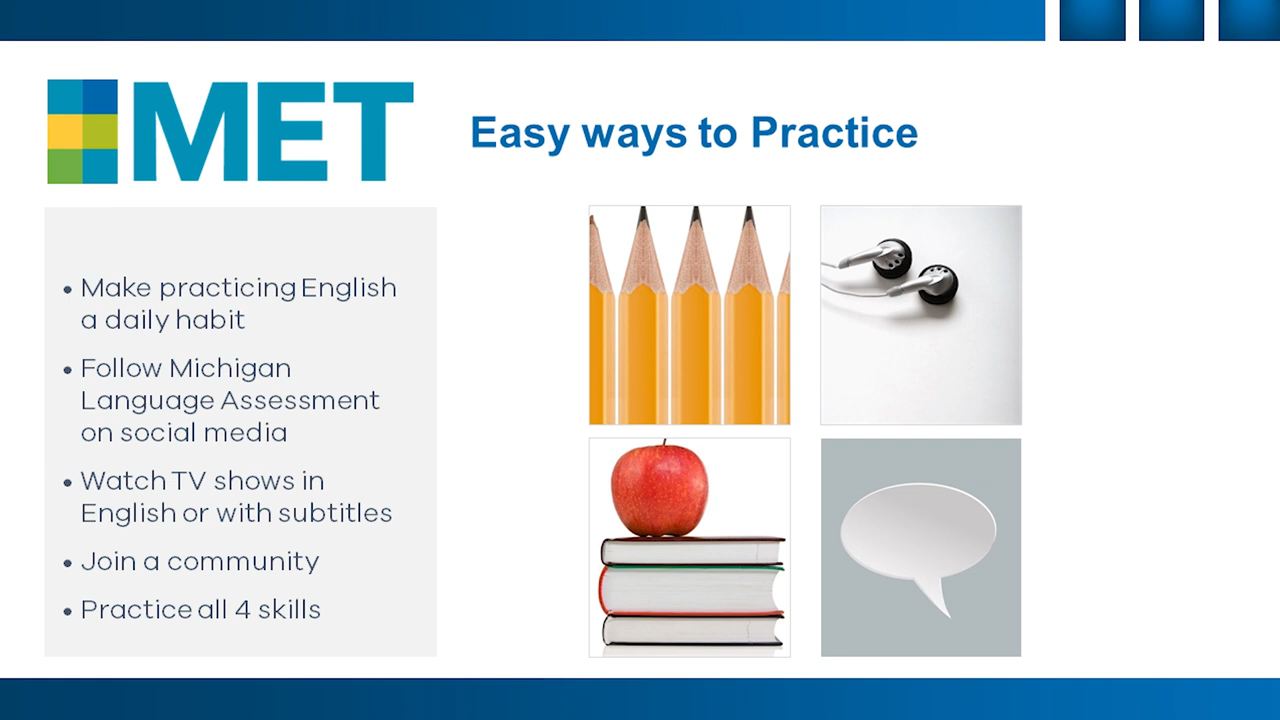 MET
Easy ways to Practice
• Make practicing English
a daily habit
• Follow Michigan
Language Assessment
on social media
• Watch TV shows in
English or with subtitles
• Join a community
• Practice all 4 skills